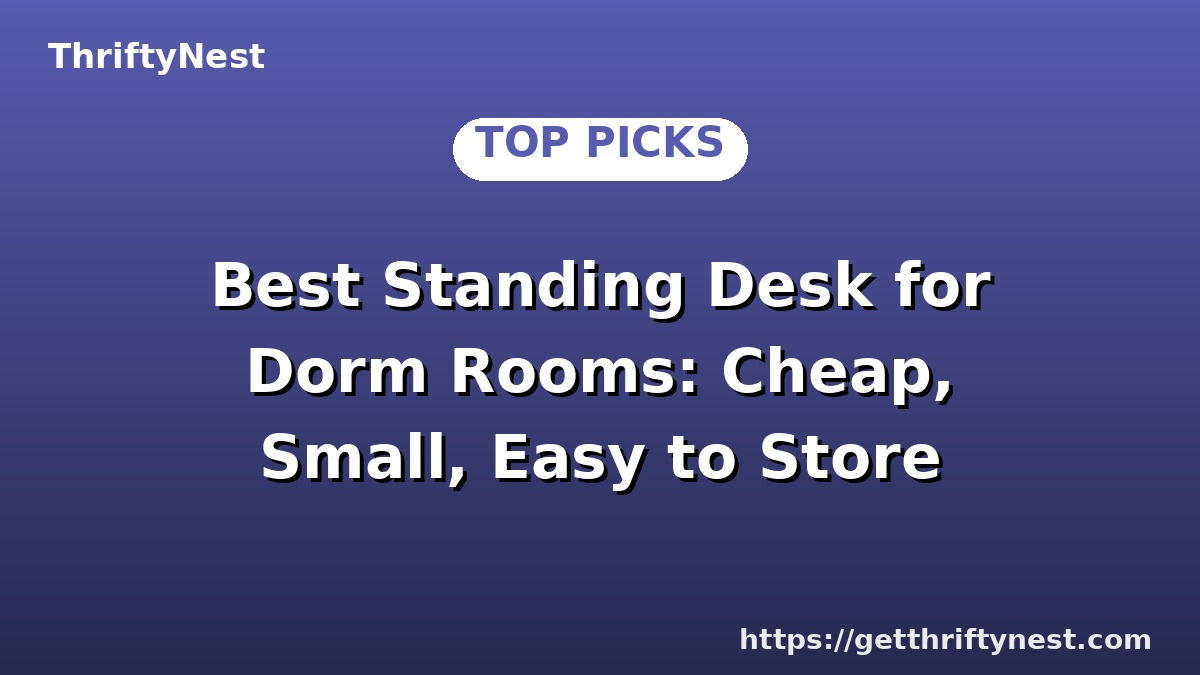 ThriftyNest
TOP PICKS
Best Standing Desk for
Dorm Rooms: Cheap,
Small, Easy to Store
https://getthriftynest.com